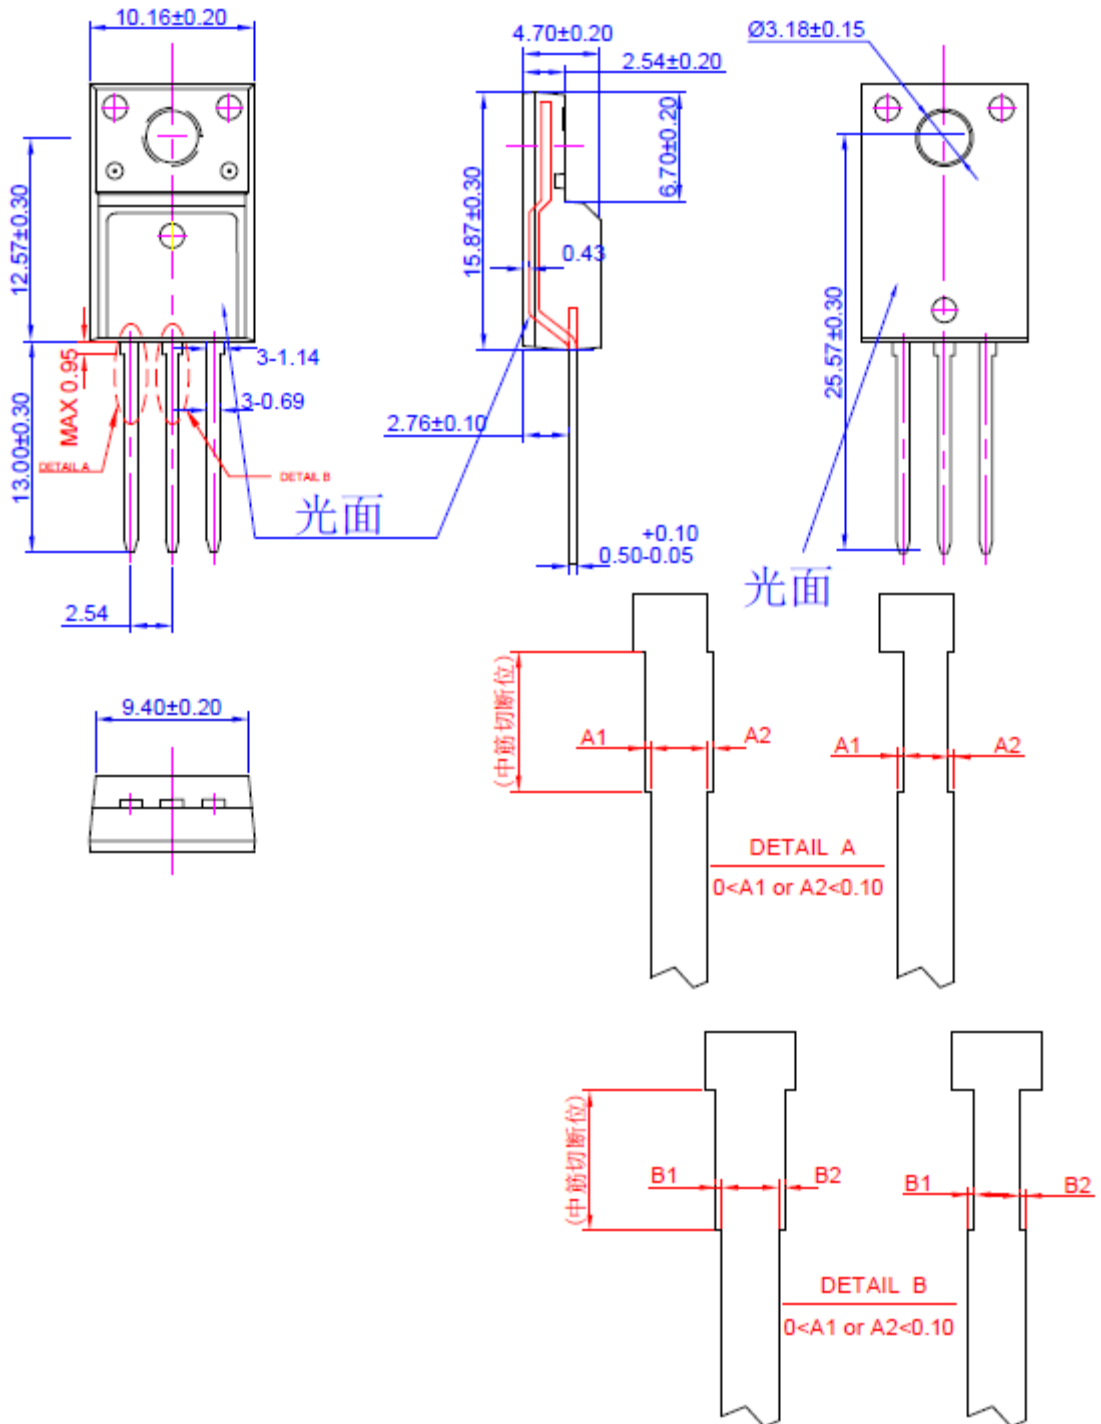 10.16±0.20
12.57±0.30
13.00±0.30
MAX 0.95
3-1.14
3-0.69
DETAIL A
DETAIL B
2.54
光面
4.70±0.20
2.54±0.20
15.87±0.30
6.70±0.20
0.43
2.76±0.10
+0.10
0.50-0.05
Ø3.18±0.15
25.57±0.30
光面
9.40±0.20
(中筋切断位)
A1
A2
A1
A2
DETAIL A
0<A1 or A2<0.10
(中筋切断位)
B1
B2
B1
B2
DETAIL B
0<A1 or A2<0.10